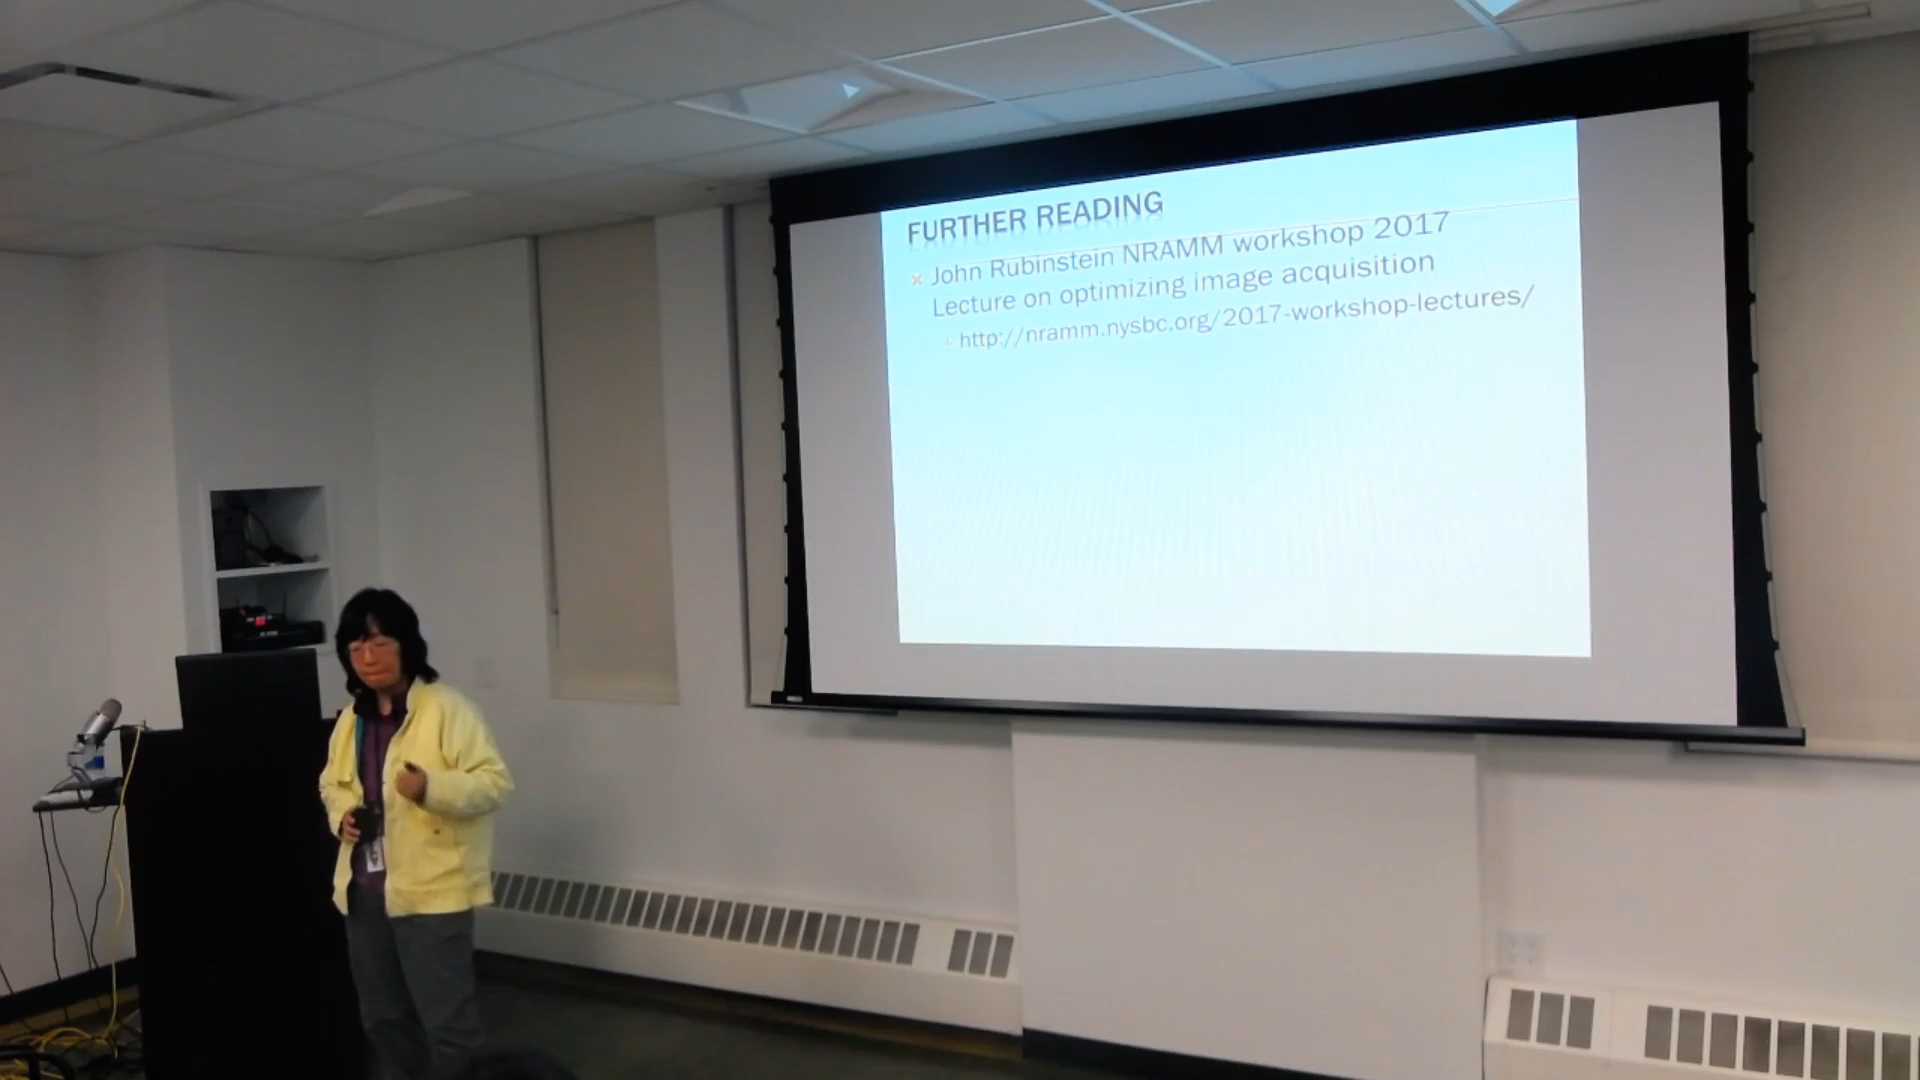 FURTHER READING
John Rubinstein NRAMM workshop 2017
Lecture on optimizing image acquisition
http://nramm.nysbc.org/2017-workshop-lectures/